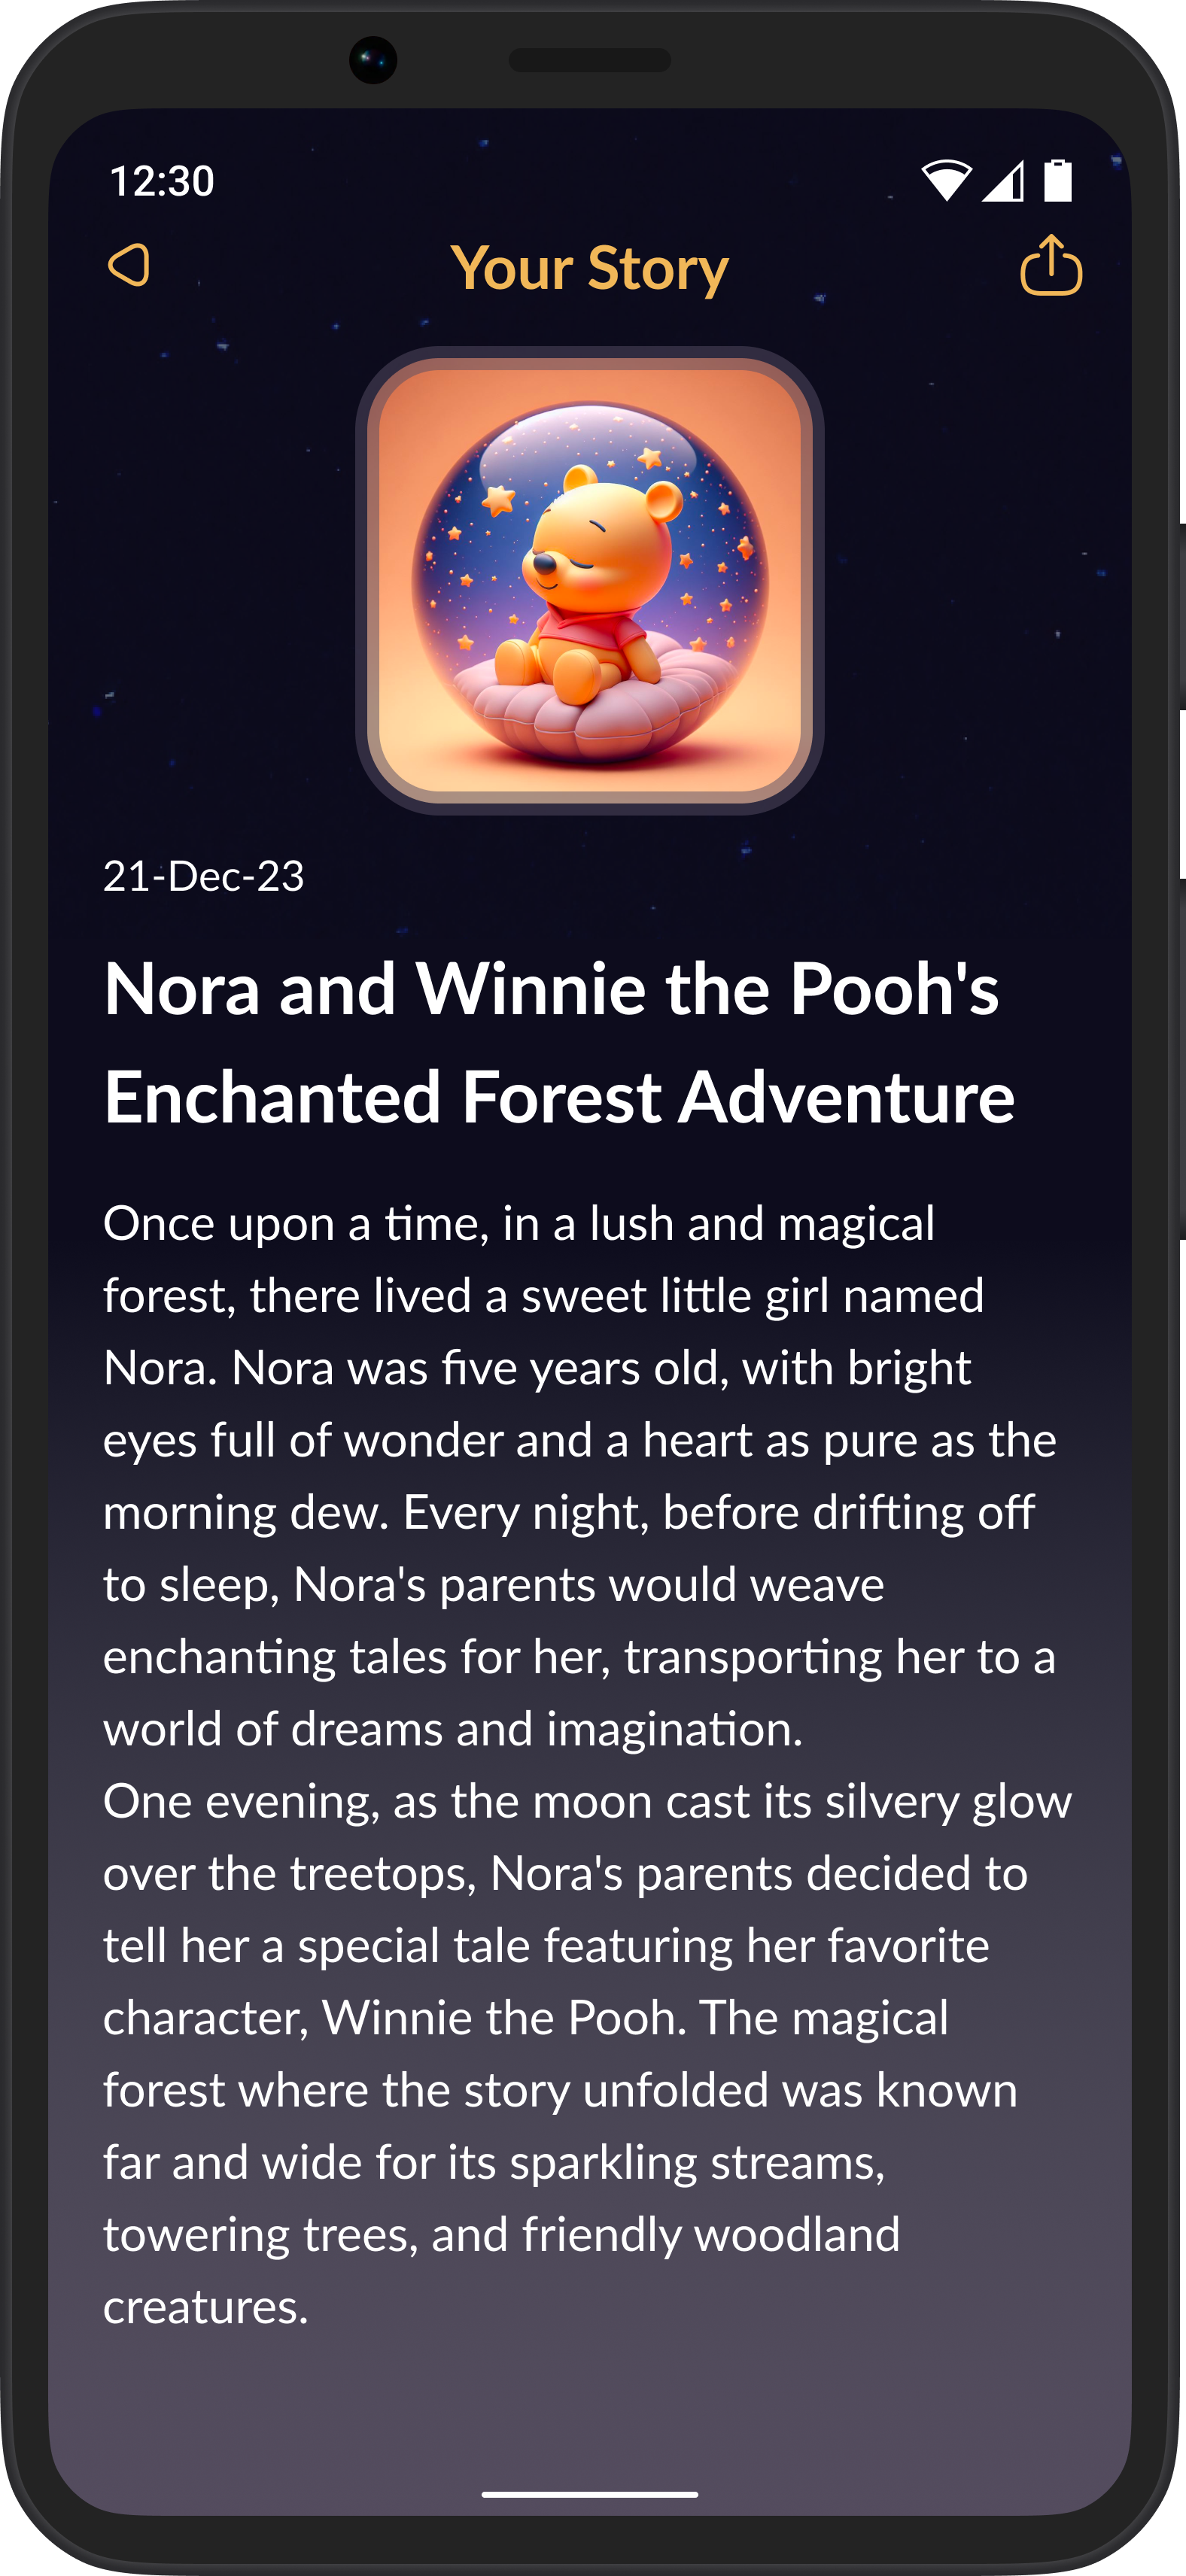 12:30
Your Story
21-Dec-23
Nora and Winnie the Pooh's
Enchanted Forest Adventure
Once upon a time, in a lush and magical
forest, there lived a sweet little girl named
Nora. Nora was five years old, with bright
eyes full of wonder and a heart as pure as the
morning dew. Every night, before drifting off
to sleep, Nora's parents would weave
enchanting tales for her, transporting her to a
world of dreams and imagination.
One evening, as the moon cast its silvery glow
over the treetops, Nora's parents decided to
tell her a special tale featuring her favorite
character, Winnie the Pooh. The magical
forest where the story unfolded was known
far and wide for its sparkling streams,
towering trees, and friendly woodland
creatures.